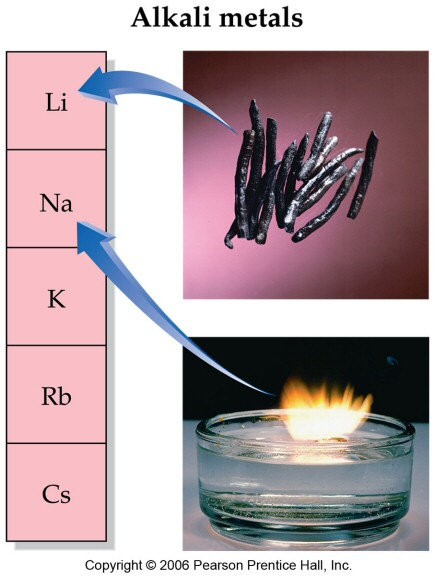 Alkali metals
Li
Na
K
Rb
Cs
Copyright © 2006 Pearson Prentice Hall, Inc.